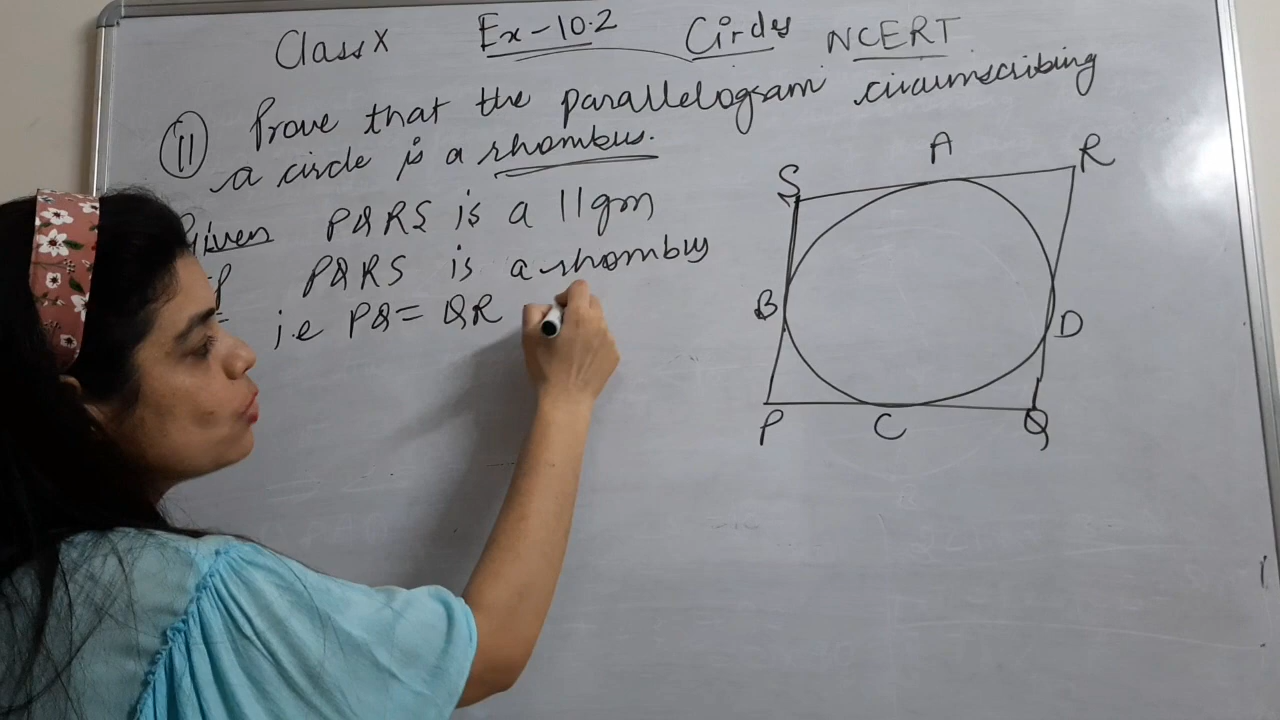 Class X Ex-10.2 Circles NCERT
11 Prove that the parallelogram circumscribing
a circle is a rhombus.
Given PQRS is a ||gm
PQRS is a rhombus
i.e PQ = QR
A
S R
B D
P C Q